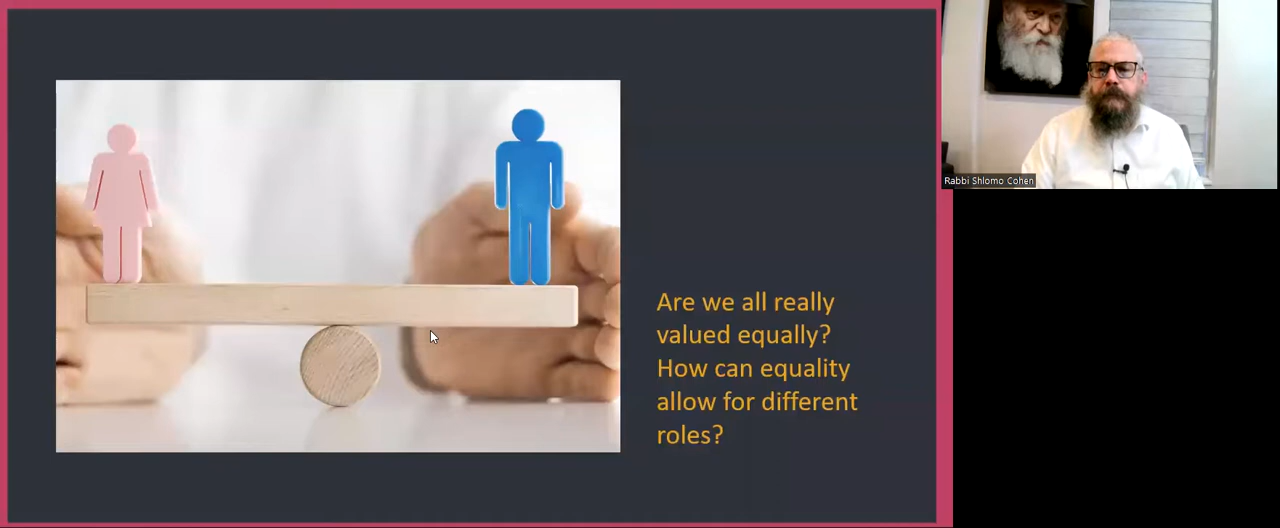 Are we all really
valued equally?
How can equality
allow for different
roles?
Rabbi Shlomo Cohen